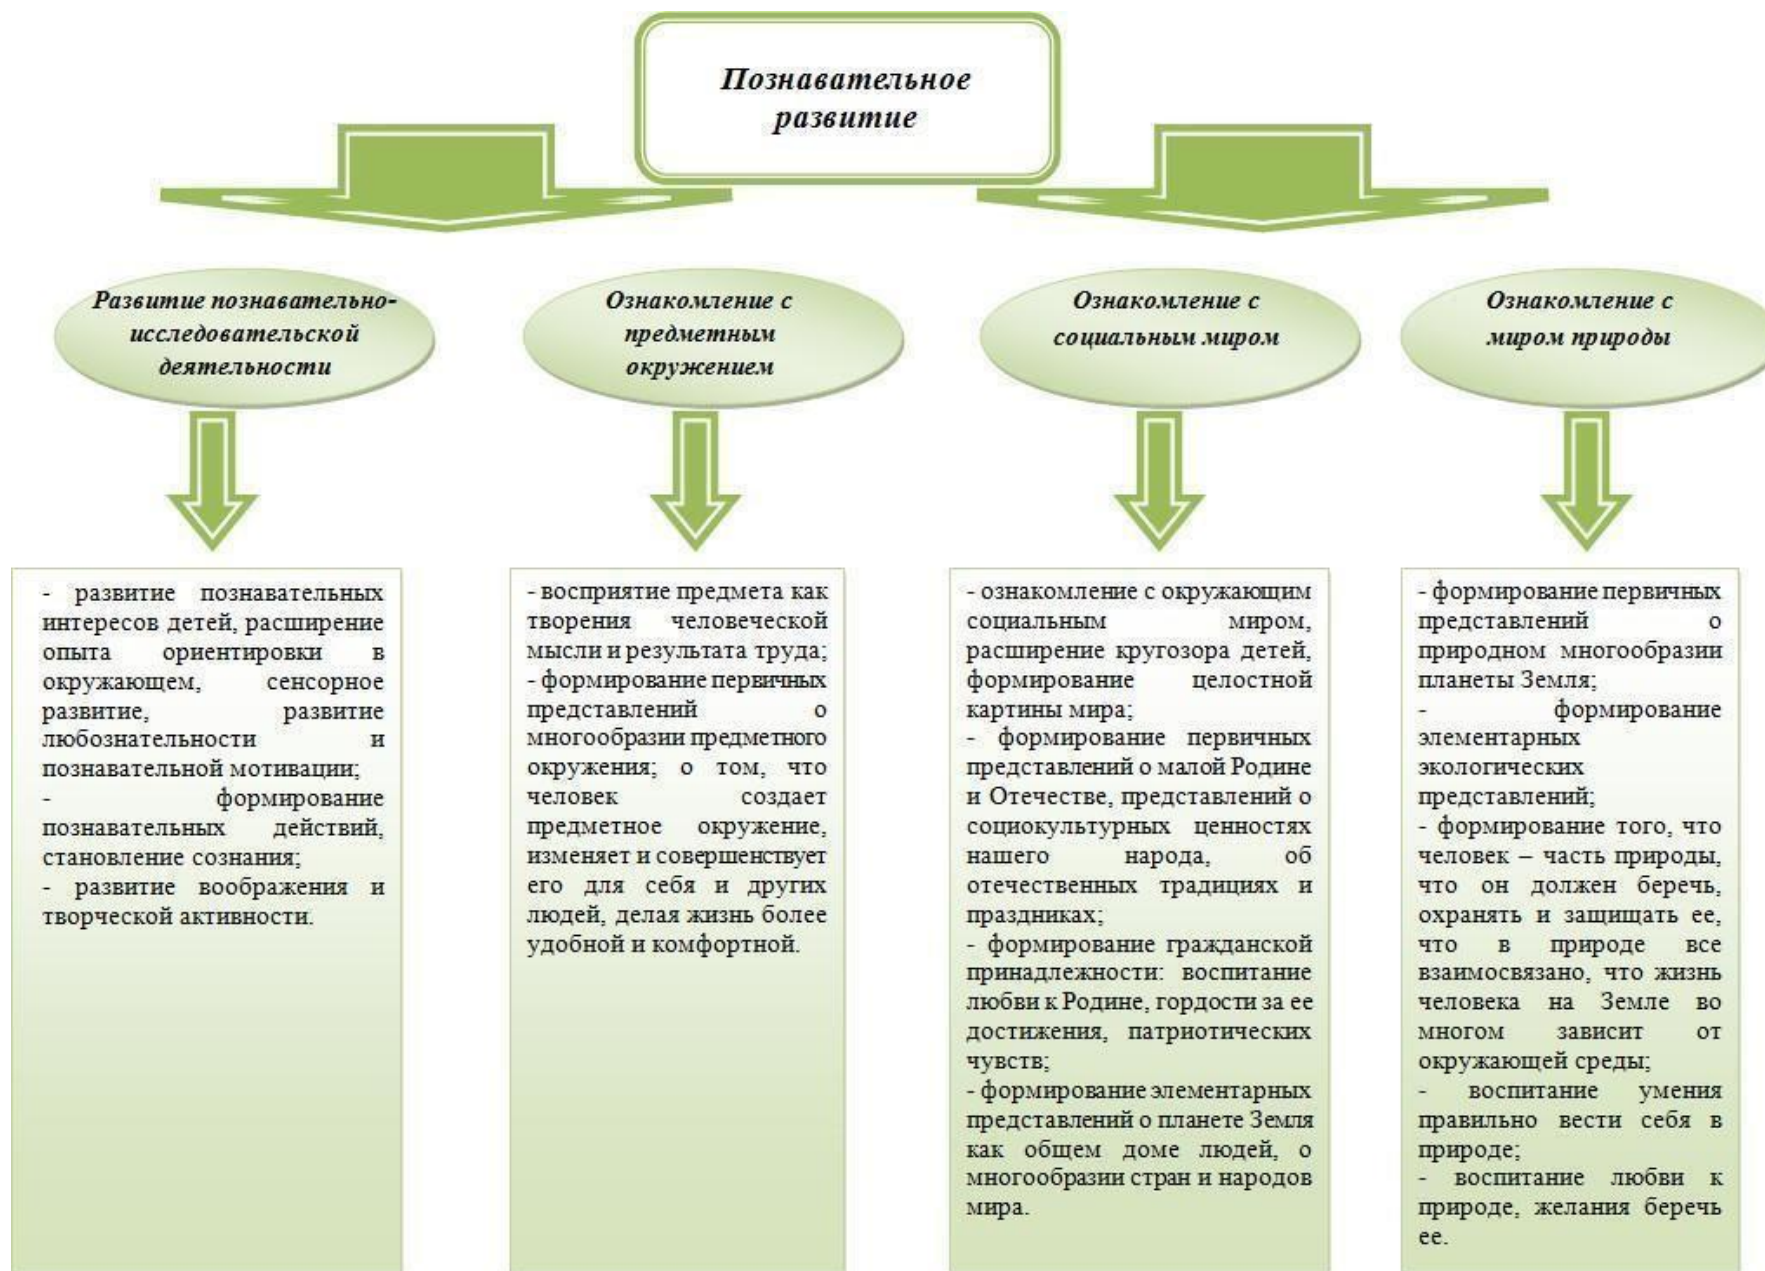 Познавательное
развитие
Развитие познавательно-
исследовательской
деятельности
Ознакомление с
предметным
окружением
Ознакомление с
социальным миром
Ознакомление с
миром природы
- развитие познавательных
интересов детей, расширение
опыта ориентировки в
окружающем, сенсорное
развитие, развитие
любознательности и
познавательной мотивации;
- формирование
познавательных действий,
становление сознания;
- развитие воображения и
творческой активности.
- восприятие предмета как
творения человеческой
мысли и результата труда;
- формирование первичных
представлений о
многообразии предметного
окружения; о том, что
человек создает
предметное окружение,
изменяет и совершенствует
его для себя и других
людей, делая жизнь более
удобной и комфортной.
- ознакомление с окружающим
социальным миром,
расширение кругозора детей,
формирование целостной
картины мира;
- формирование первичных
представлений о малой Родине
и Отечестве, представлений о
социокультурных ценностях
нашего народа, об
отечественных традициях и
праздниках;
- формирование гражданской
принадлежности: воспитание
любви к Родине, гордости за ее
достижения, патриотических
чувств;
- формирование элементарных
представлений о планете Земля
как общем доме людей, о
многообразии стран и народов
мира.
- формирование первичных
представлений о
природном многообразии
планеты Земля;
- формирование
элементарных
экологических
представлений;
- формирование того, что
человек – часть природы,
что он должен беречь,
охранять и защищать ее,
что в природе все
взаимосвязано, что жизнь
человека на Земле во
многом зависит от
окружающей среды;
- воспитание умения
правильно вести себя в
природе;
- воспитание любви к
природе, желания беречь
ее.